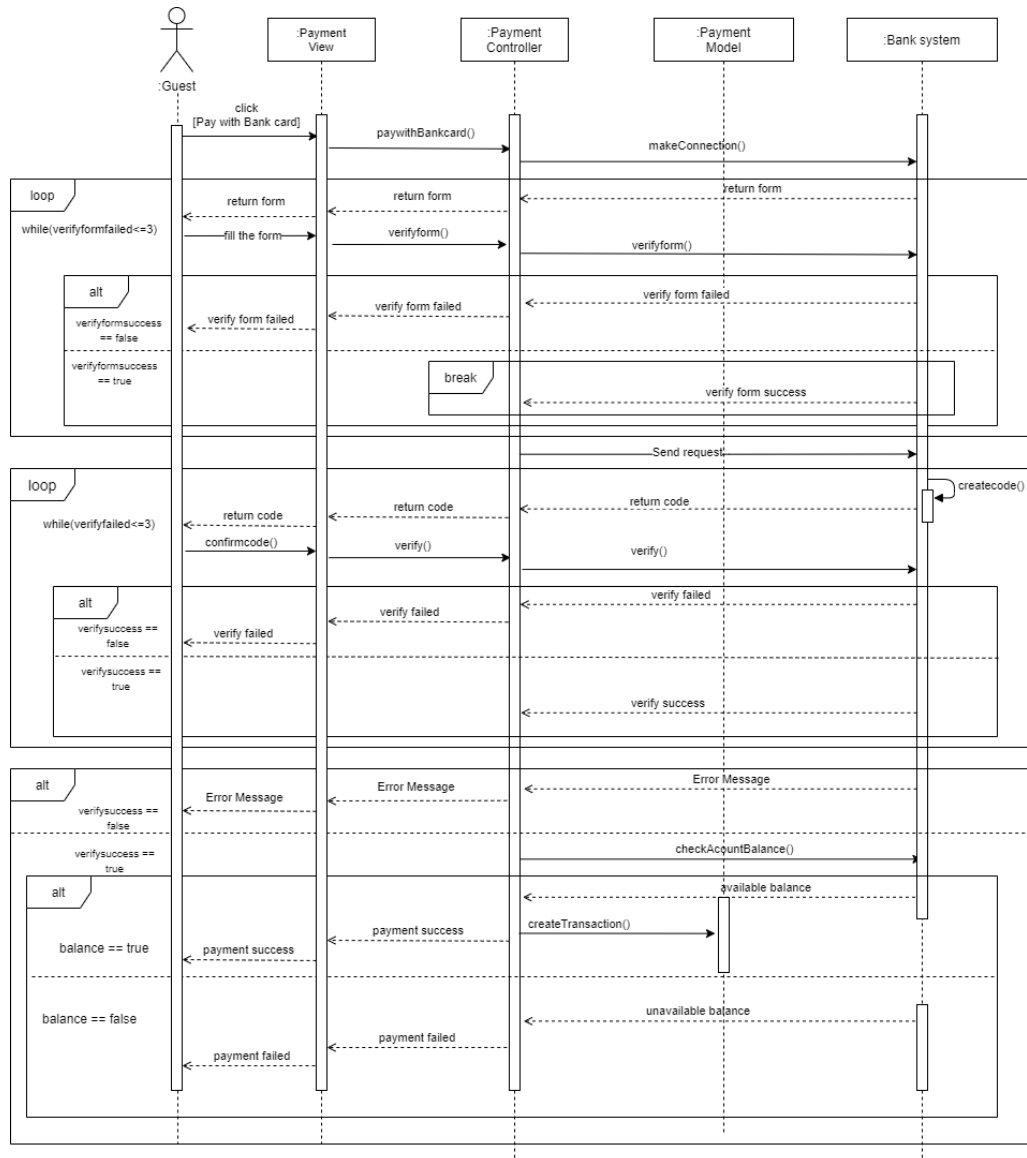 :Payment
View
:Payment
Controller
:Payment
Model
:Bank system
:Guest
click
[Pay with Bank card]
paywithBankcard()
makeConnection()
loop
return form
return form
return form
while(verifyformfailed<=3)
fill the form
verifyform()
verifyform()
alt
verify form failed
verify form failed
verify form failed
verifyformsuccess
== false
verifyformsuccess
== true
break
verify form success
Send request
loop
createcode()
return code
return code
return code
while(verifyfailed<=3)
confirmcode()
verify()
verify()
alt
verify failed
verify failed
verify failed
verifysuccess ==
false
verifysuccess ==
true
verify success
alt
Error Message
Error Message
Error Message
verifysuccess ==
false
verifysuccess ==
true
checkAcountBalance()
alt
available balance
createTransaction()
payment success
payment success
balance == true
balance == false
unavailable balance
payment failed
payment failed